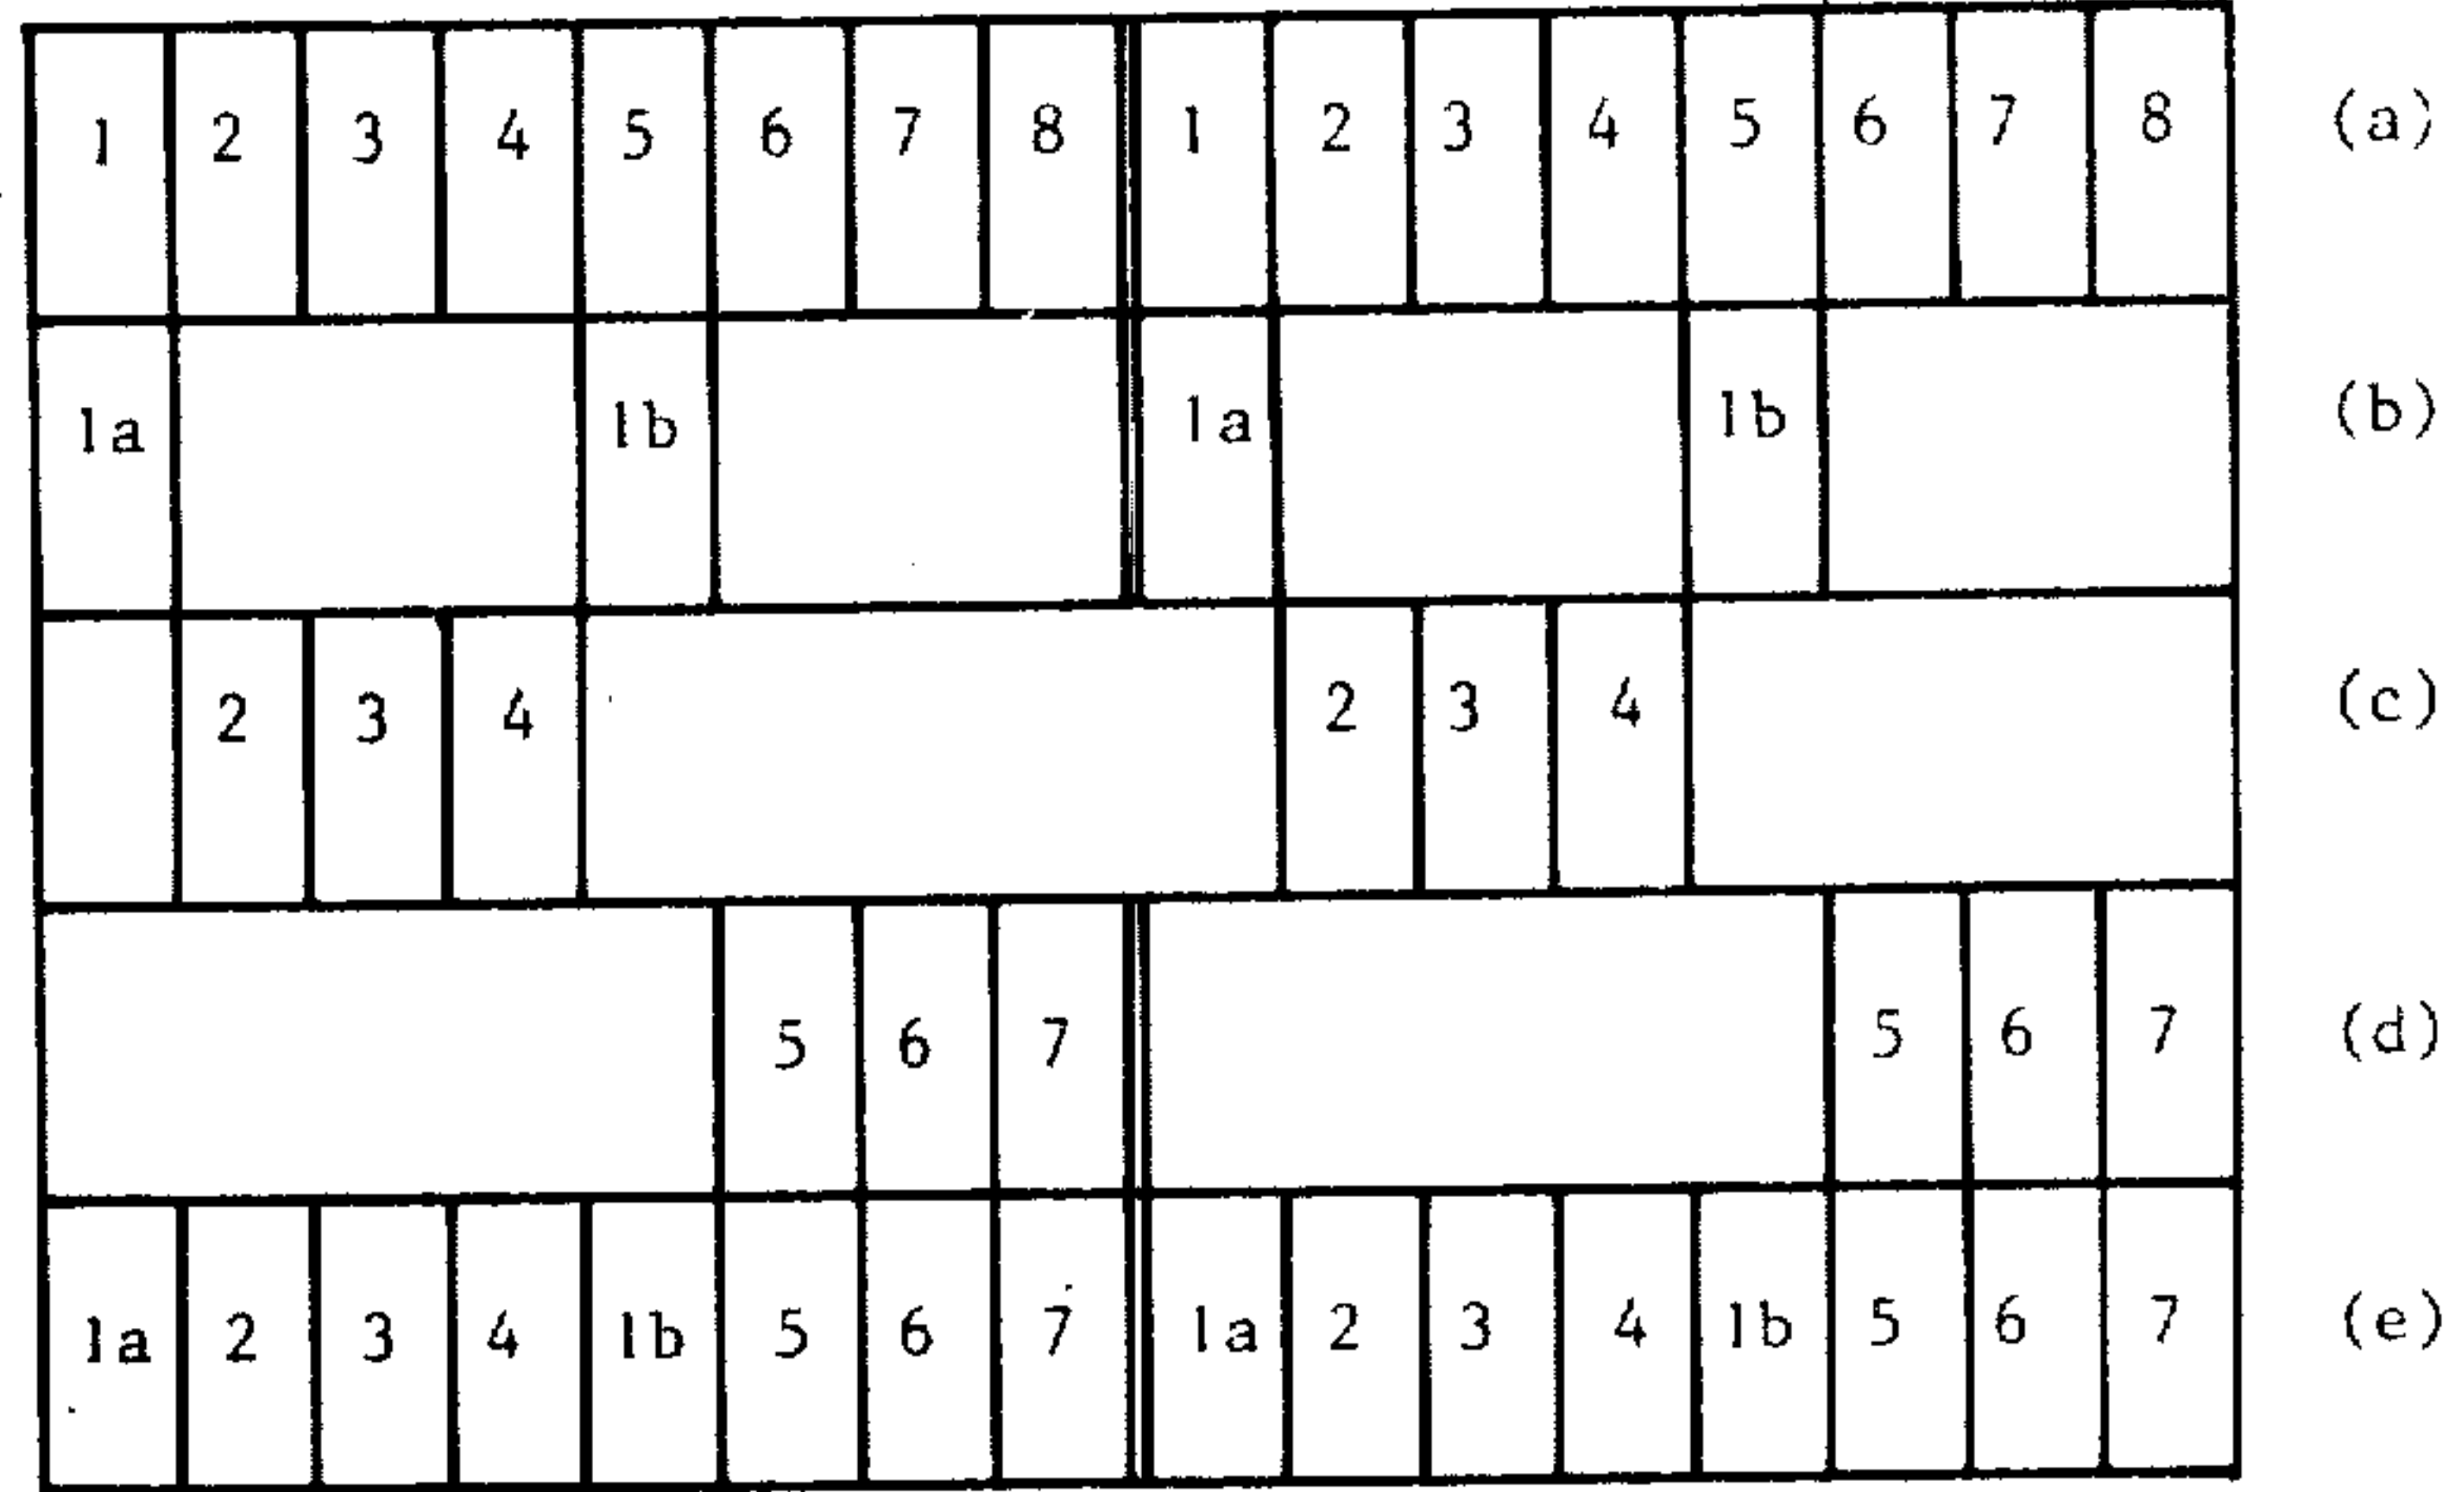 1 2 3 4 5 6 7 8 1 2 3 4 5 6 7 8 (a)
1a 1b 1a 1b (b)
2 3 4 2 3 4 (c)
5 6 7 5 6 7 (d)
1a 2 3 4 1b 5 6 7 1a 2 3 4 1b 5 6 7 (e)